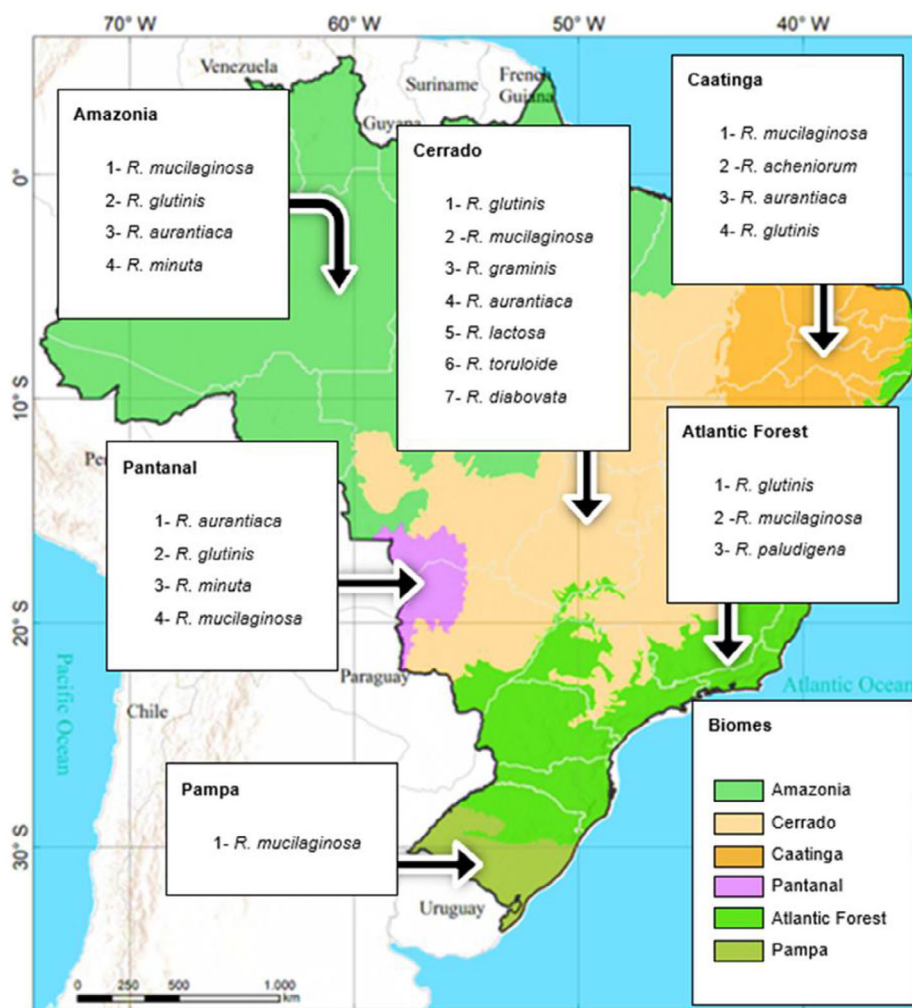 70° W
60° W
50° W
40° W
Venezuela
Suriname
French
Guiana
Guyana
Amazonia
1- R. mucilaginosa
2- R. glutinis
3- R. aurantiaca
4- R. minuta
Cerrado
1- R. glutinis
2 -R. mucilaginosa
3- R. graminis
4- R. aurantiaca
5- R. lactosa
6- R. toruloide
7- R. diabovata
Caatinga
1- R. mucilaginosa
2- R. acheniorum
3- R. aurantiaca
4- R. glutinis
0°
10° S
20° S
30° S
Pantanal
1- R. aurantiaca
2- R. glutinis
3- R. minuta
4- R. mucilaginosa
Atlantic Forest
1- R. glutinis
2 -R. mucilaginosa
3- R. paludigena
Paraguay
Pacific Ocean
Chile
Atlantic Ocean
Pampa
1- R. mucilaginosa
Uruguay
Biomes
Amazonia
Cerrado
Caatinga
Pantanal
Atlantic Forest
Pampa
0 250 500 1.000
km